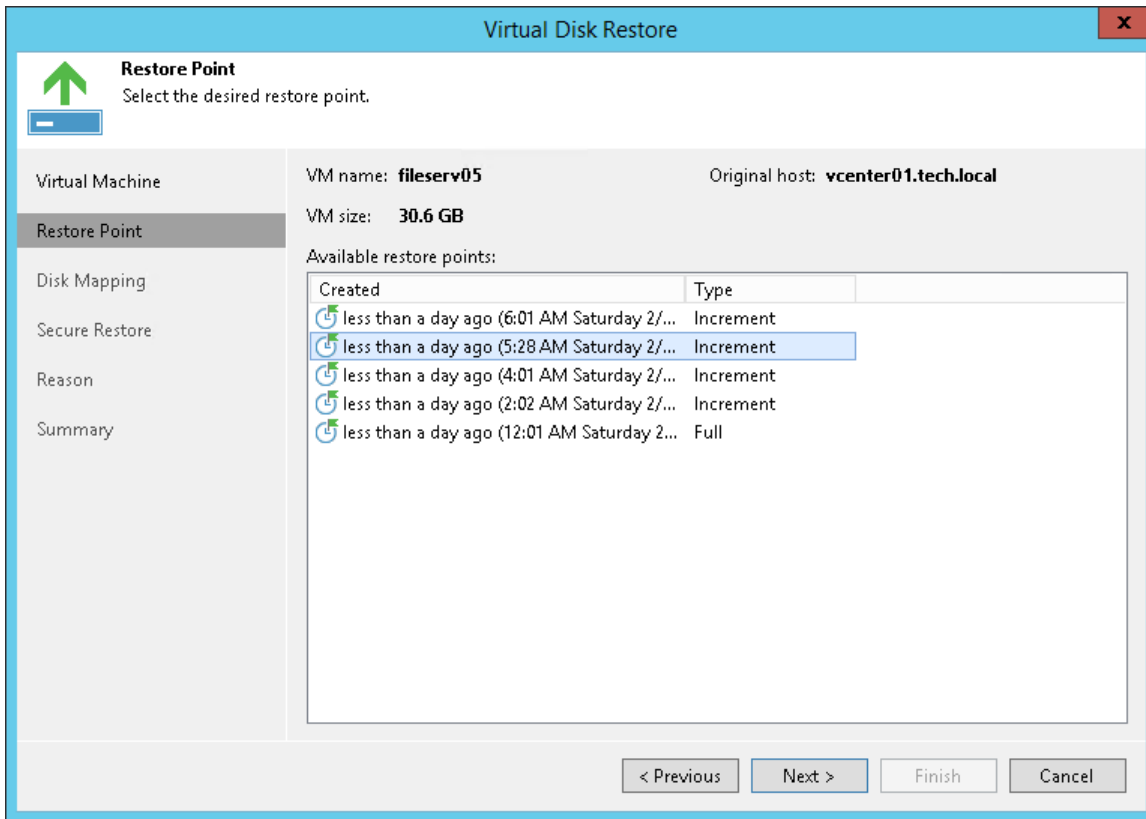 Virtual Disk Restore
x
Restore Point
Select the desired restore point.
Virtual Machine
Restore Point
Disk Mapping
Secure Restore
Reason
Summary
VM name: fileserv05 Original host: vcenter01.tech.local
VM size: 30.6 GB
Available restore points:
Created Type
less than a day ago (6:01 AM Saturday 2/... Increment
less than a day ago (5:28 AM Saturday 2/... Increment
less than a day ago (4:01 AM Saturday 2/... Increment
less than a day ago (2:02 AM Saturday 2/... Increment
less than a day ago (12:01 AM Saturday 2... Full
< Previous Next > Finish Cancel